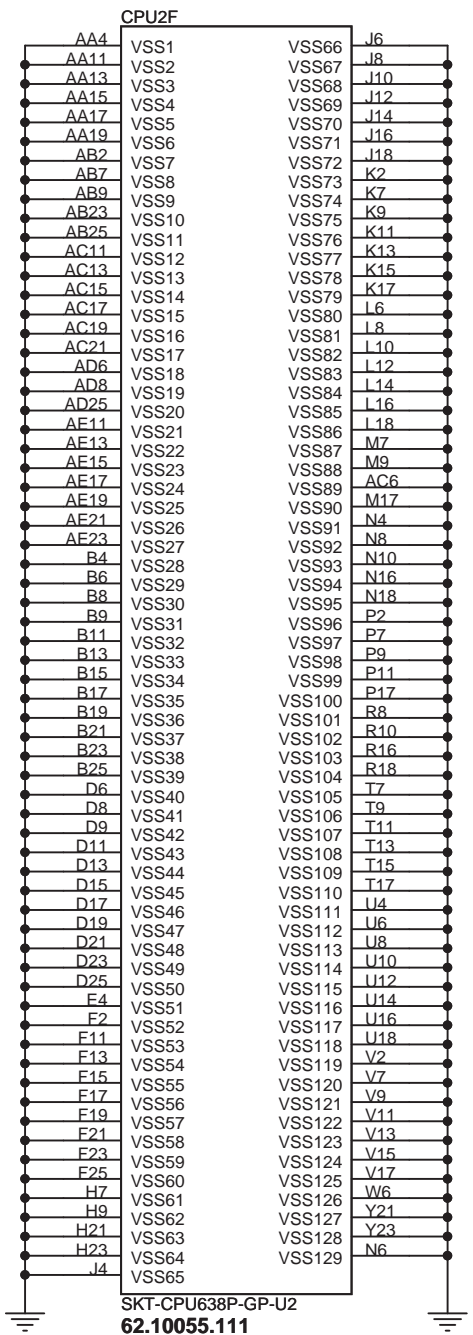 CPU2F
AA4 VSS1 VSS66 J6
AA11 VSS2 VSS67 J8
AA13 VSS3 VSS68 J10
AA15 VSS4 VSS69 J12
AA17 VSS5 VSS70 J14
AA19 VSS6 VSS71 J16
AB2 VSS7 VSS72 J18
AB7 VSS8 VSS73 K2
AB9 VSS9 VSS74 K7
AB23 VSS10 VSS75 K9
AB25 VSS11 VSS76 K11
AC11 VSS12 VSS77 K13
AC13 VSS13 VSS78 K15
AC15 VSS14 VSS79 K17
AC17 VSS15 VSS80 L6
AC19 VSS16 VSS81 L8
AC21 VSS17 VSS82 L10
AD6 VSS18 VSS83 L12
AD8 VSS19 VSS84 L14
AD25 VSS20 VSS85 L16
AE11 VSS21 VSS86 L18
AE13 VSS22 VSS87 M7
AE15 VSS23 VSS88 M9
AE17 VSS24 VSS89 AC6
AE19 VSS25 VSS90 M17
AE21 VSS26 VSS91 N4
AE23 VSS27 VSS92 N8
B4 VSS28 VSS93 N10
B6 VSS29 VSS94 N16
B8 VSS30 VSS95 N18
B9 VSS31 VSS96 P2
B11 VSS32 VSS97 P7
B13 VSS33 VSS98 P9
B15 VSS34 VSS99 P11
B17 VSS35 VSS100 P17
B19 VSS36 VSS101 R8
B21 VSS37 VSS102 R10
B23 VSS38 VSS103 R16
B25 VSS39 VSS104 R18
D6 VSS40 VSS105 T7
D8 VSS41 VSS106 T9
D9 VSS42 VSS107 T11
D11 VSS43 VSS108 T13
D13 VSS44 VSS109 T15
D15 VSS45 VSS110 T17
D17 VSS46 VSS111 U4
D19 VSS47 VSS112 U6
D21 VSS48 VSS113 U8
D23 VSS49 VSS114 U10
D25 VSS50 VSS115 U12
E4 VSS51 VSS116 U14
F2 VSS52 VSS117 U16
F11 VSS53 VSS118 U18
F13 VSS54 VSS119 V2
F15 VSS55 VSS120 V7
F17 VSS56 VSS121 V9
F19 VSS57 VSS122 V11
F21 VSS58 VSS123 V13
F23 VSS59 VSS124 V15
F25 VSS60 VSS125 V17
H7 VSS61 VSS126 W6
H9 VSS62 VSS127 Y21
H21 VSS63 VSS128 Y23
H23 VSS64 VSS129 N6
J4 VSS65
SKT-CPU638P-GP-U2
62.10055.111